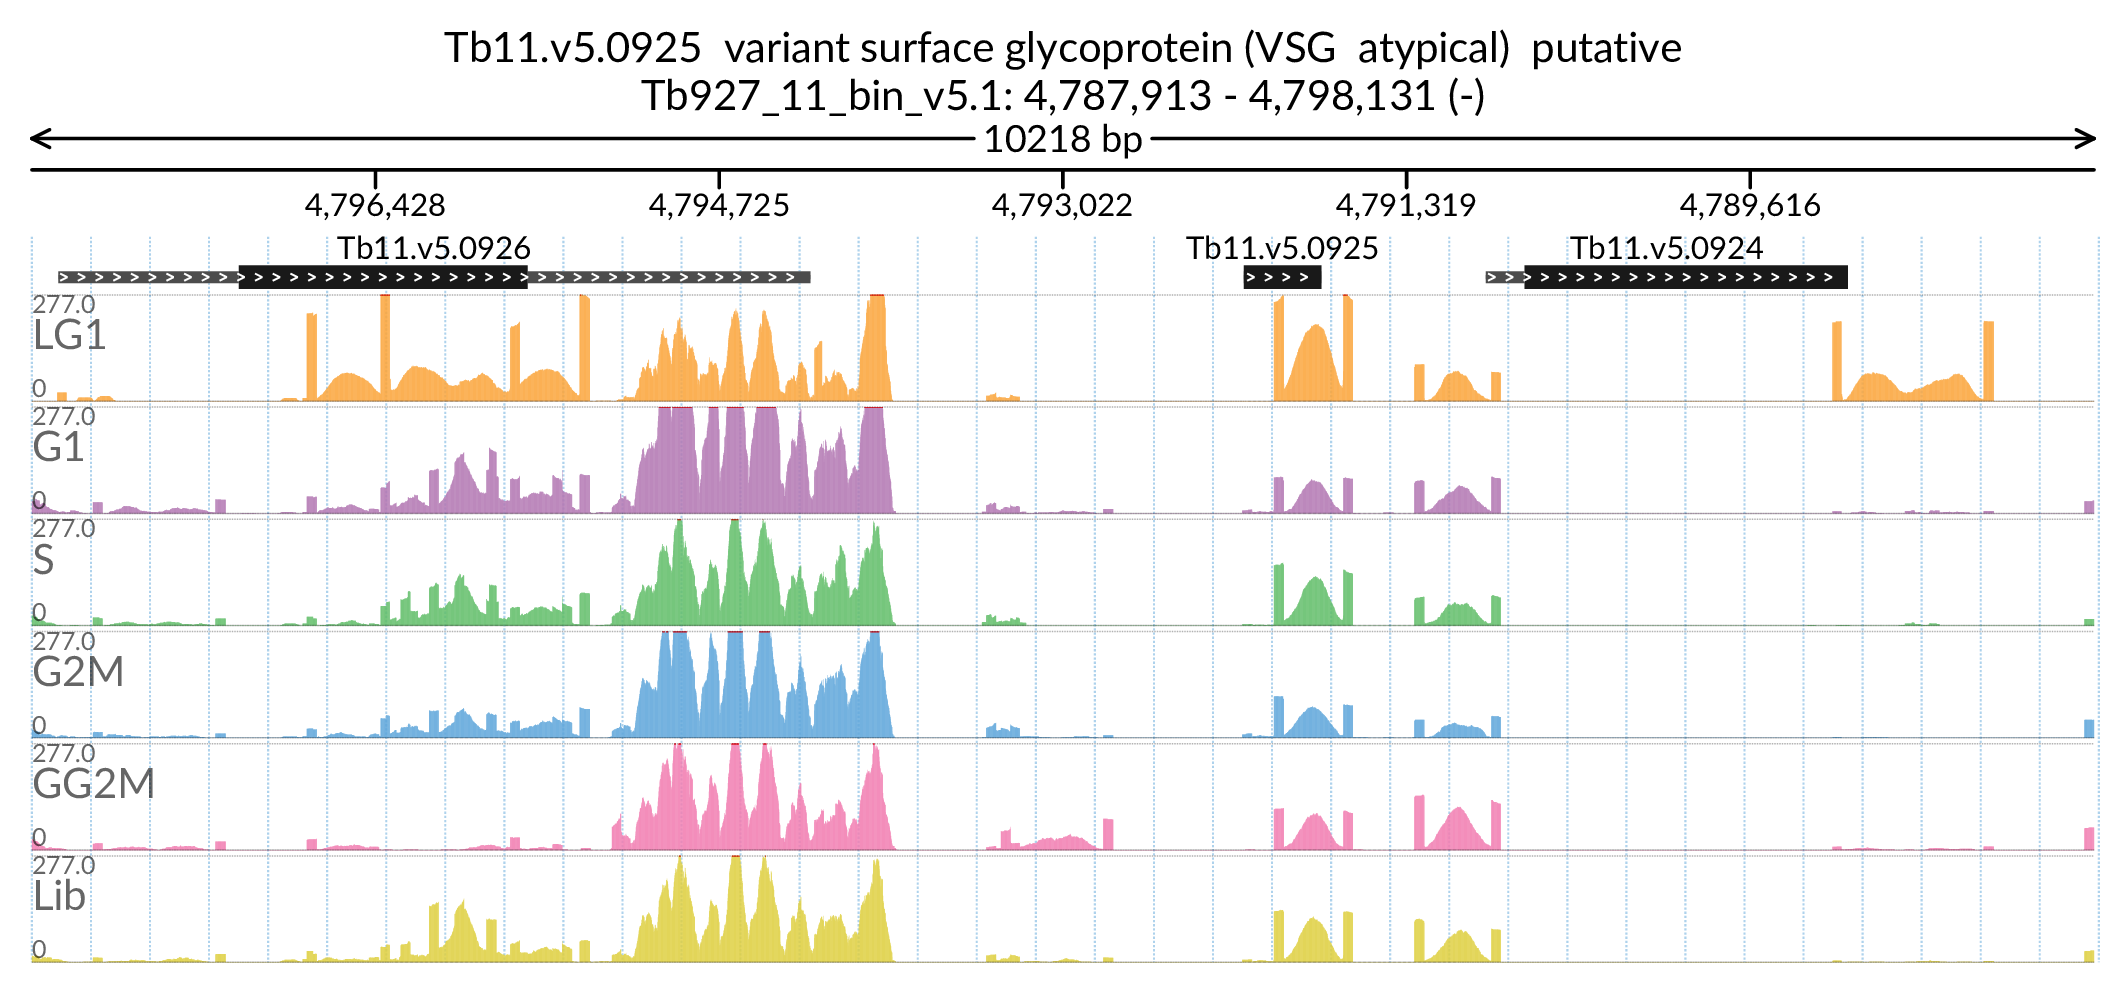 Tb11.v5.0925 variant surface glycoprotein (VSG atypical) putative
Tb927_11_bin_v5.1: 4,787,913 - 4,798,131 (-)
10218 bp
4,796,428 4,794,725 4,793,022 4,791,319 4,789,616
Tb11.v5.0926 Tb11.v5.0925 Tb11.v5.0924
277.0
LG1
0
277.0
G1
0
277.0
S
0
277.0
G2M
0
277.0
GG2M
0
277.0
Lib
0